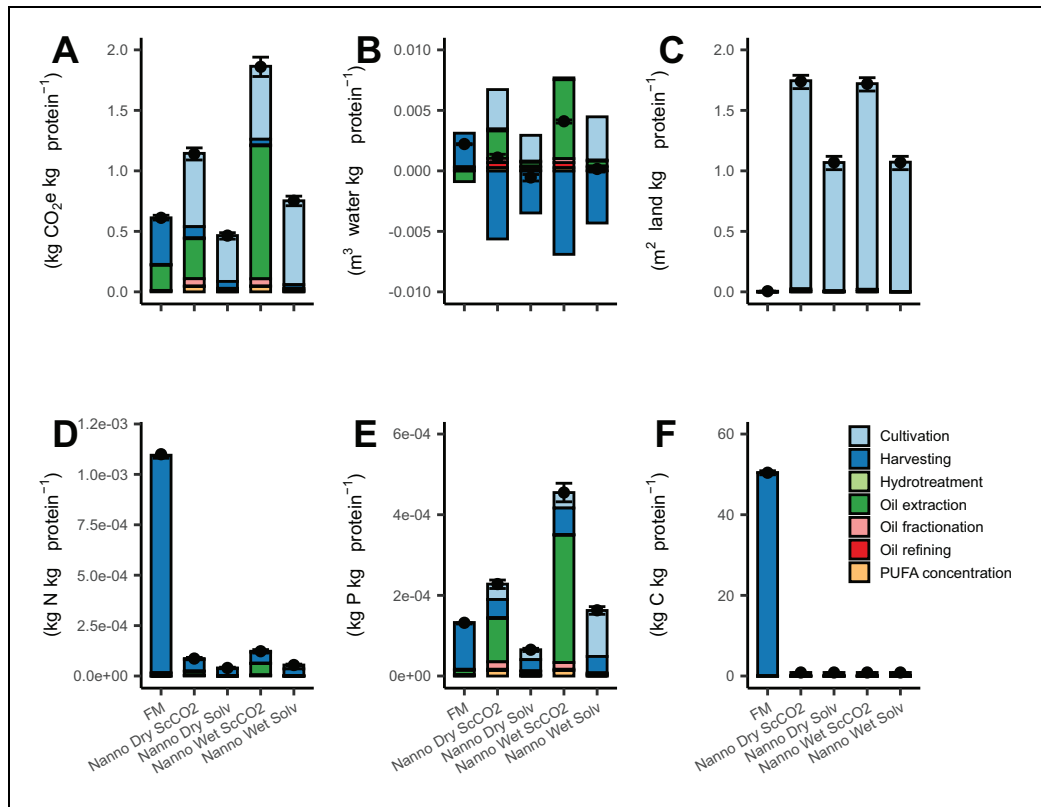 A
B
C
(kg CO₂e kg protein⁻¹)
2.0
1.5
1.0
0.5
0.0
(m³ water kg protein⁻¹)
0.010
0.005
0.000
-0.005
-0.010
(m² land kg protein⁻¹)
2.0
1.5
1.0
0.5
0.0
D
E
F
(kg N kg protein⁻¹)
1.2e-03
1.0e-03
7.5e-04
5.0e-04
2.5e-04
0.0e+00
FM
Nanno Dry ScCO2
Nanno Dry Solv
Nanno Wet ScCO2
Nanno Wet Solv
(kg P kg protein⁻¹)
6e-04
4e-04
2e-04
0e+00
FM
Nanno Dry ScCO2
Nanno Dry Solv
Nanno Wet ScCO2
Nanno Wet Solv
(kg C kg protein⁻¹)
60
40
20
0
FM
Nanno Dry ScCO2
Nanno Dry Solv
Nanno Wet ScCO2
Nanno Wet Solv
Cultivation
Harvesting
Hydrotreatment
Oil extraction
Oil fractionation
Oil refining
PUFA concentration